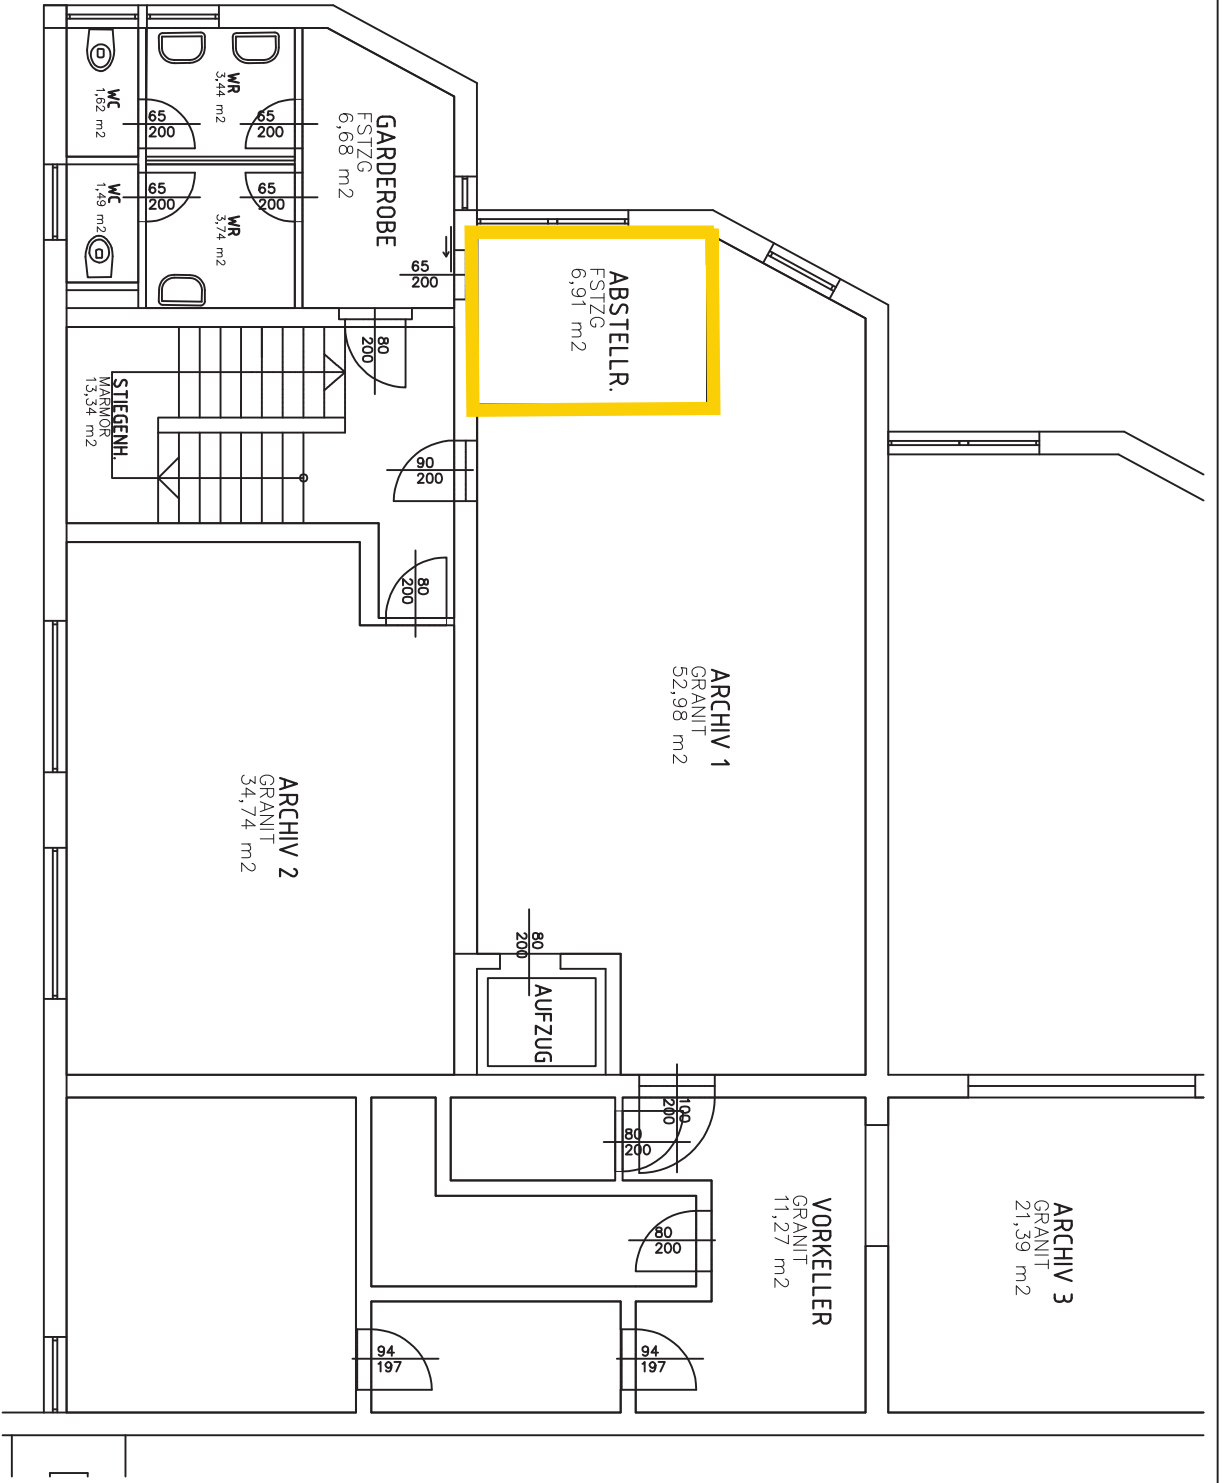 WC
1,62 m2
WR
3,44 m2
65
200
65
200
GARDEROBE
FSTZG
6,68 m2
WC
1,49 m2
65
200
WR
3,74 m2
65
200
65
200
ABSTELLR.
FSTZG
6,91 m2
80
200
STIEGENH.
MARMOR
13,34 m2
90
200
80
200
ARCHIV 1
GRANIT
52,98 m2
ARCHIV 2
GRANIT
34,74 m2
80
200
AUFZUG
100
200
80
200
VORKELLER
GRANIT
11,27 m2
ARCHIV 3
GRANIT
21,39 m2
80
200
94
197
94
197